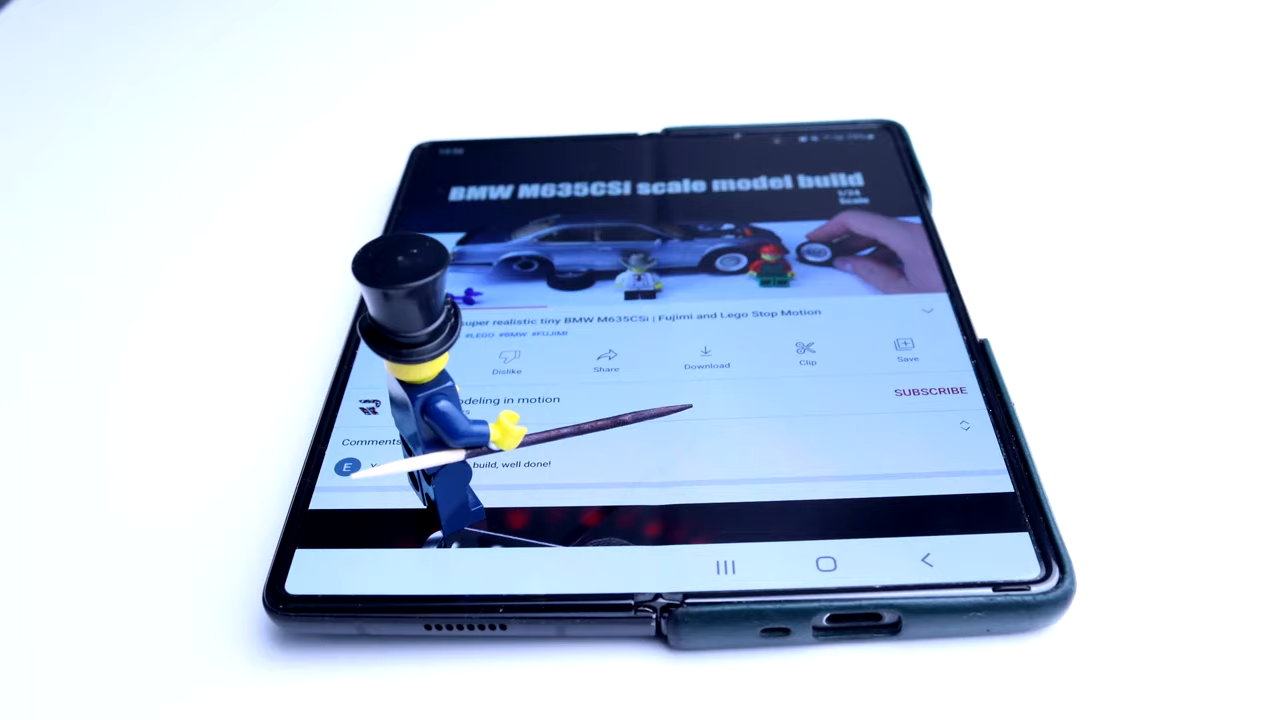 BMW M635CSi scale model build
1/24
Scale
super realistic tiny BMW M635CSi | Fujimi and Lego Stop Motion
#LEGO #BMW #FUJIMI
Dislike
Share
Download
Clip
Save
odeling in motion
SUBSCRIBE
Comments
E
build, well done!